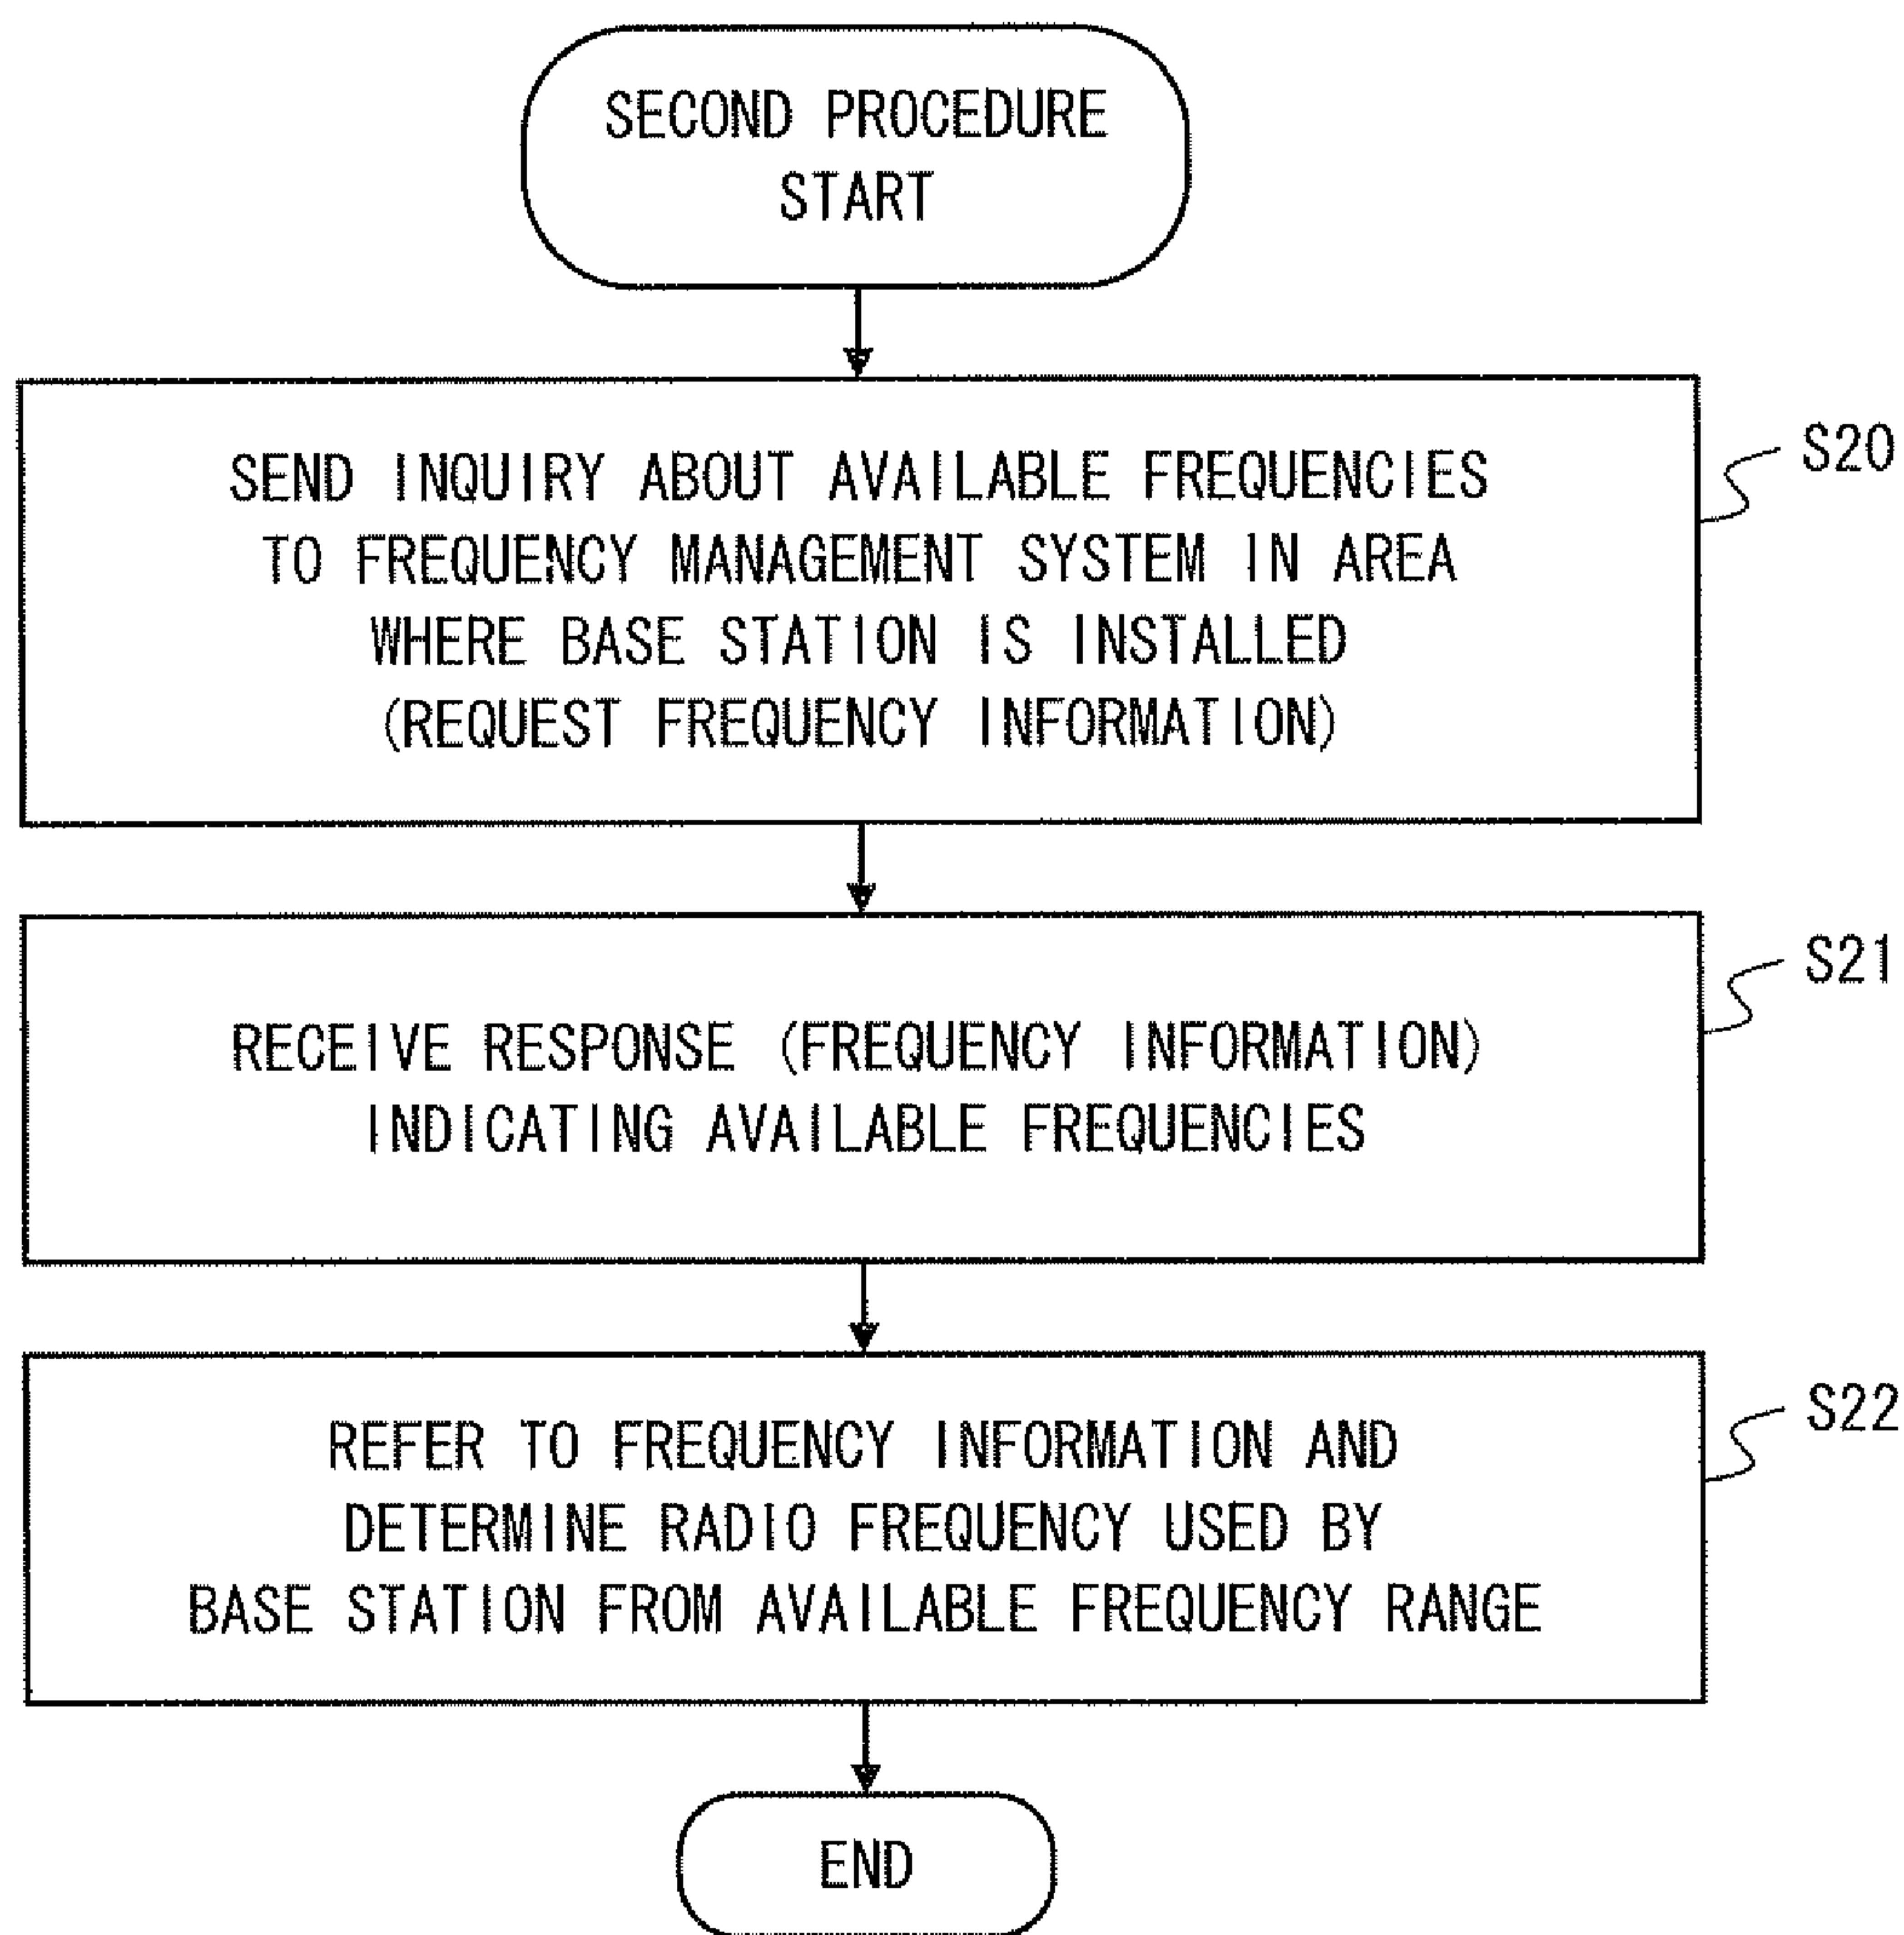 SECOND PROCEDURE
START
SEND INQUIRY ABOUT AVAILABLE FREQUENCIES
TO FREQUENCY MANAGEMENT SYSTEM IN AREA
WHERE BASE STATION IS INSTALLED
(REQUEST FREQUENCY INFORMATION)
S20
RECEIVE RESPONSE (FREQUENCY INFORMATION)
INDICATING AVAILABLE FREQUENCIES
S21
REFER TO FREQUENCY INFORMATION AND
DETERMINE RADIO FREQUENCY USED BY
BASE STATION FROM AVAILABLE FREQUENCY RANGE
S22
END